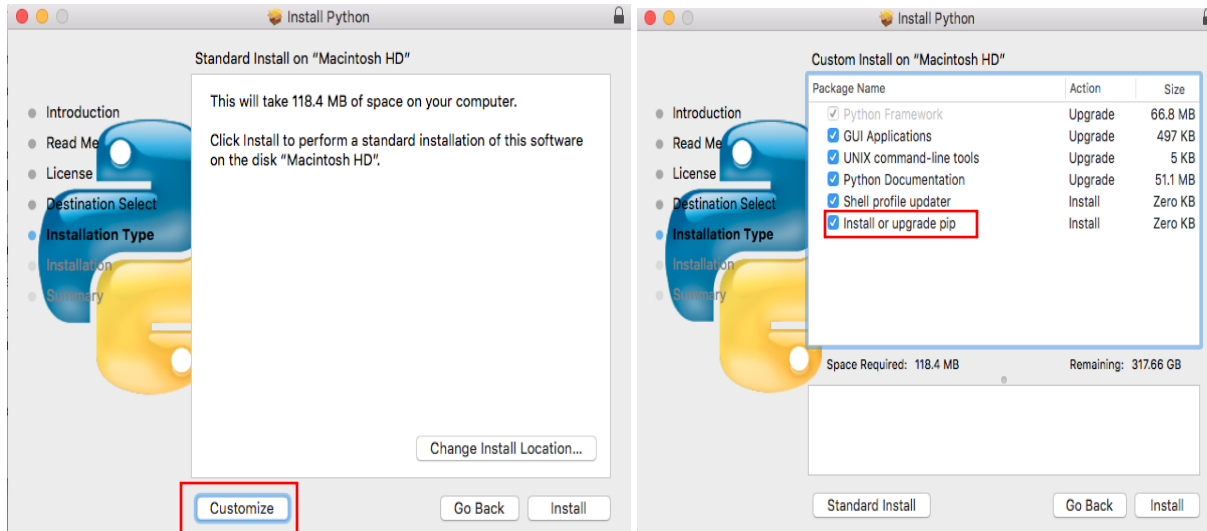 Install Python
Standard Install on “Macintosh HD”
Introduction
Read Me
License
Destination Select
Installation Type
Installation
Summary
This will take 118.4 MB of space on your computer.
Click Install to perform a standard installation of this software
on the disk “Macintosh HD”.
Change Install Location...
Customize
Go Back
Install
Install Python
Custom Install on “Macintosh HD”
Introduction
Read Me
License
Destination Select
Installation Type
Installation
Summary
Package Name Action Size
Python Framework Upgrade 66.8 MB
GUI Applications Upgrade 497 KB
UNIX command-line tools Upgrade 5 KB
Python Documentation Upgrade 51.1 MB
Shell profile updater Install Zero KB
Install or upgrade pip Install Zero KB
Space Required: 118.4 MB Remaining: 317.66 GB
Standard Install
Go Back
Install